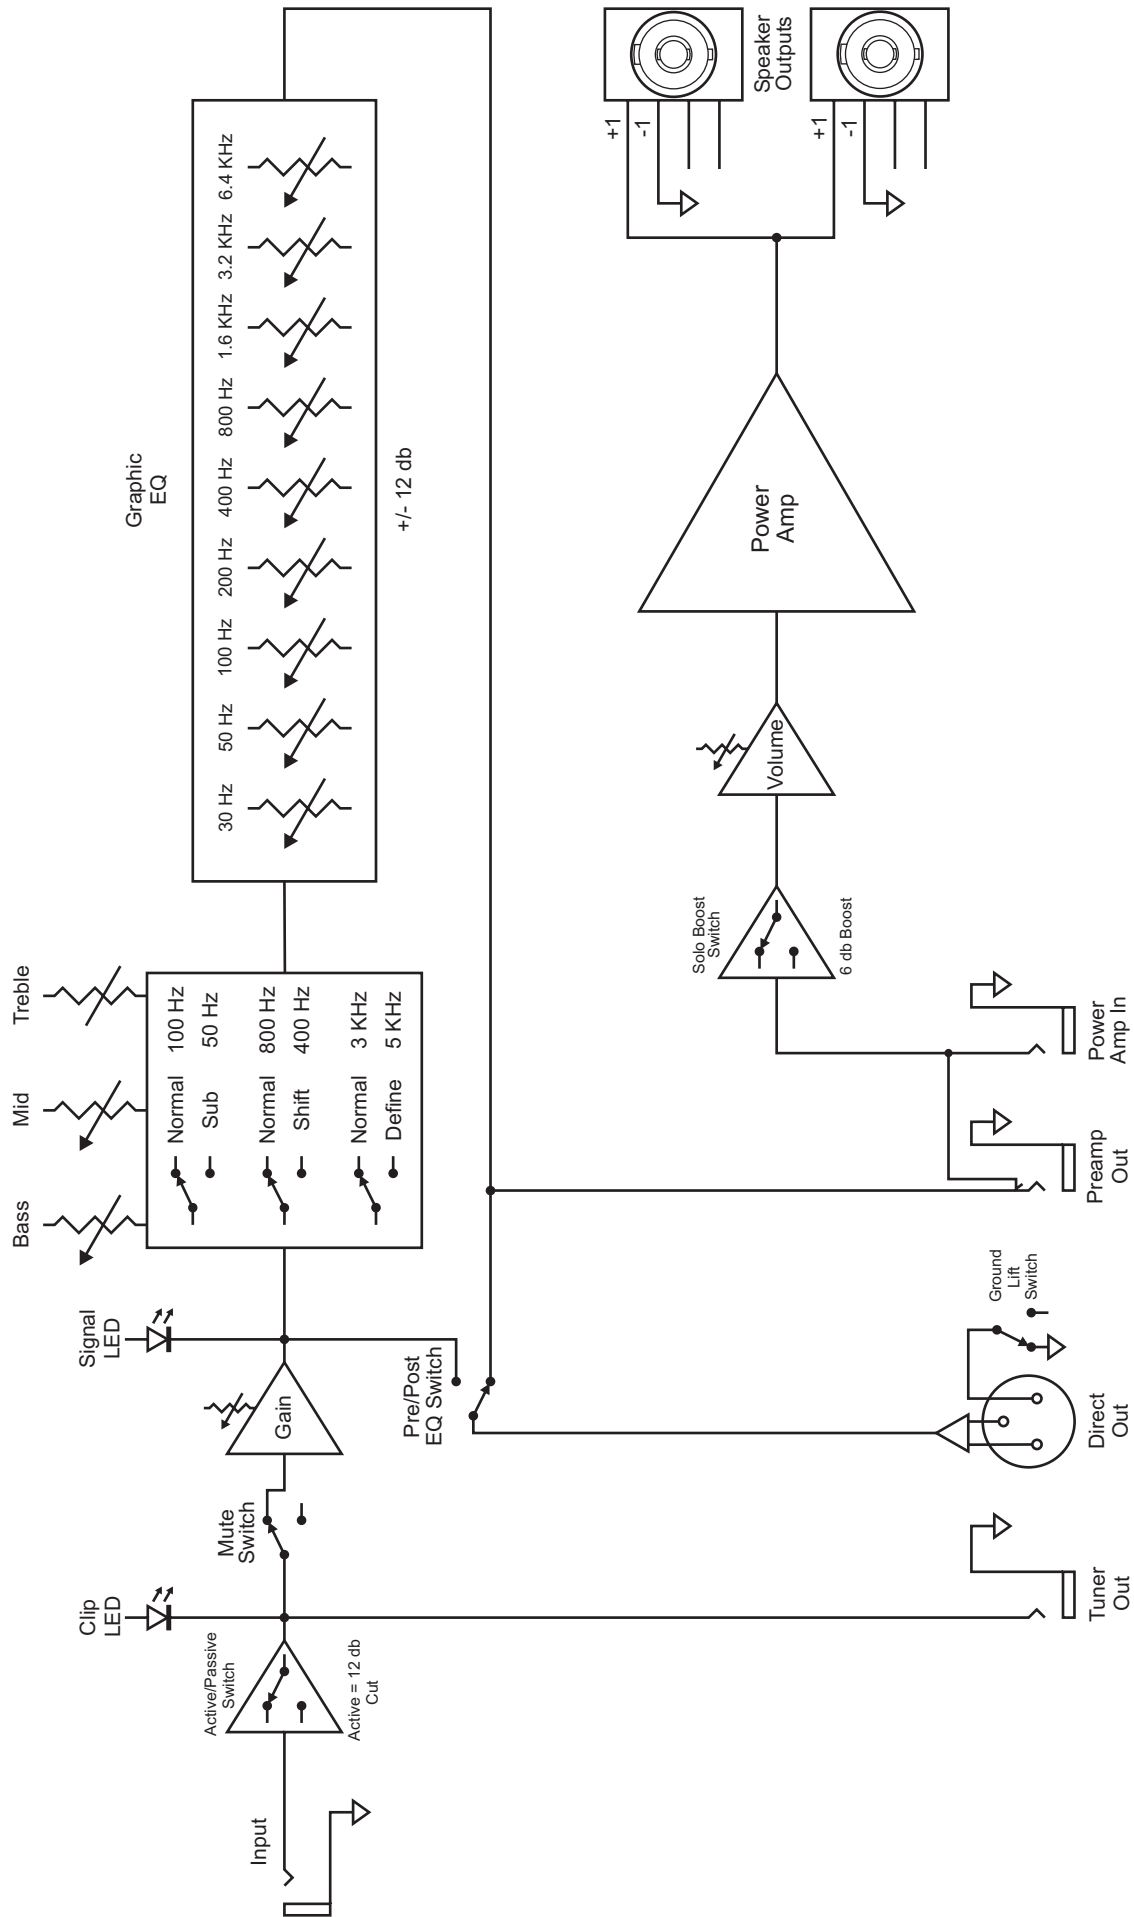 Input
Active/Passive
Switch
Active = 12 db
Cut
Clip
LED
Mute
Switch
Gain
Signal
LED
Pre/Post
EQ Switch
Bass
Mid
Treble
Normal 100 Hz
Sub 50 Hz
Normal 800 Hz
Shift 400 Hz
Normal 3 KHz
Define 5 KHz
Graphic
EQ
30 Hz
50 Hz
100 Hz
200 Hz
400 Hz
800 Hz
1.6 KHz
3.2 KHz
6.4 KHz
+/- 12 db
Tuner
Out
Direct
Out
Ground
Lift
Switch
Preamp
Out
Power
Amp In
Solo Boost
Switch
6 db Boost
Volume
Power
Amp
+1
-1
Speaker
Outputs
+1
-1